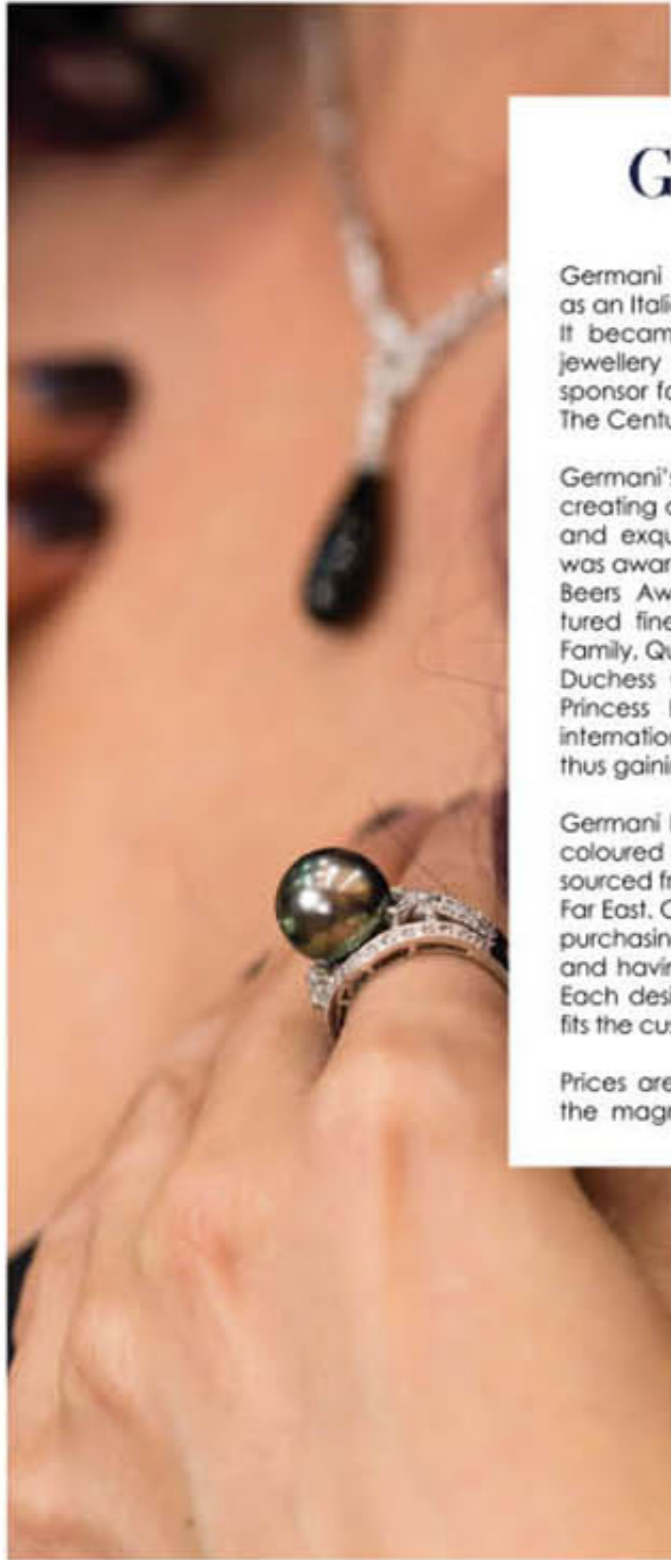 G
Germani
as an Itali
It becam
jewellery
sponsor fo
The Centu
Germani's
creating c
and exqu
was awar
Beers Aw
tured fine
Family, Qu
Duchess
Princess
internation
thus gaini
Germani
coloured
sourced fr
Far East. C
purchasin
and havin
Each desi
fits the cus
Prices are
the magn